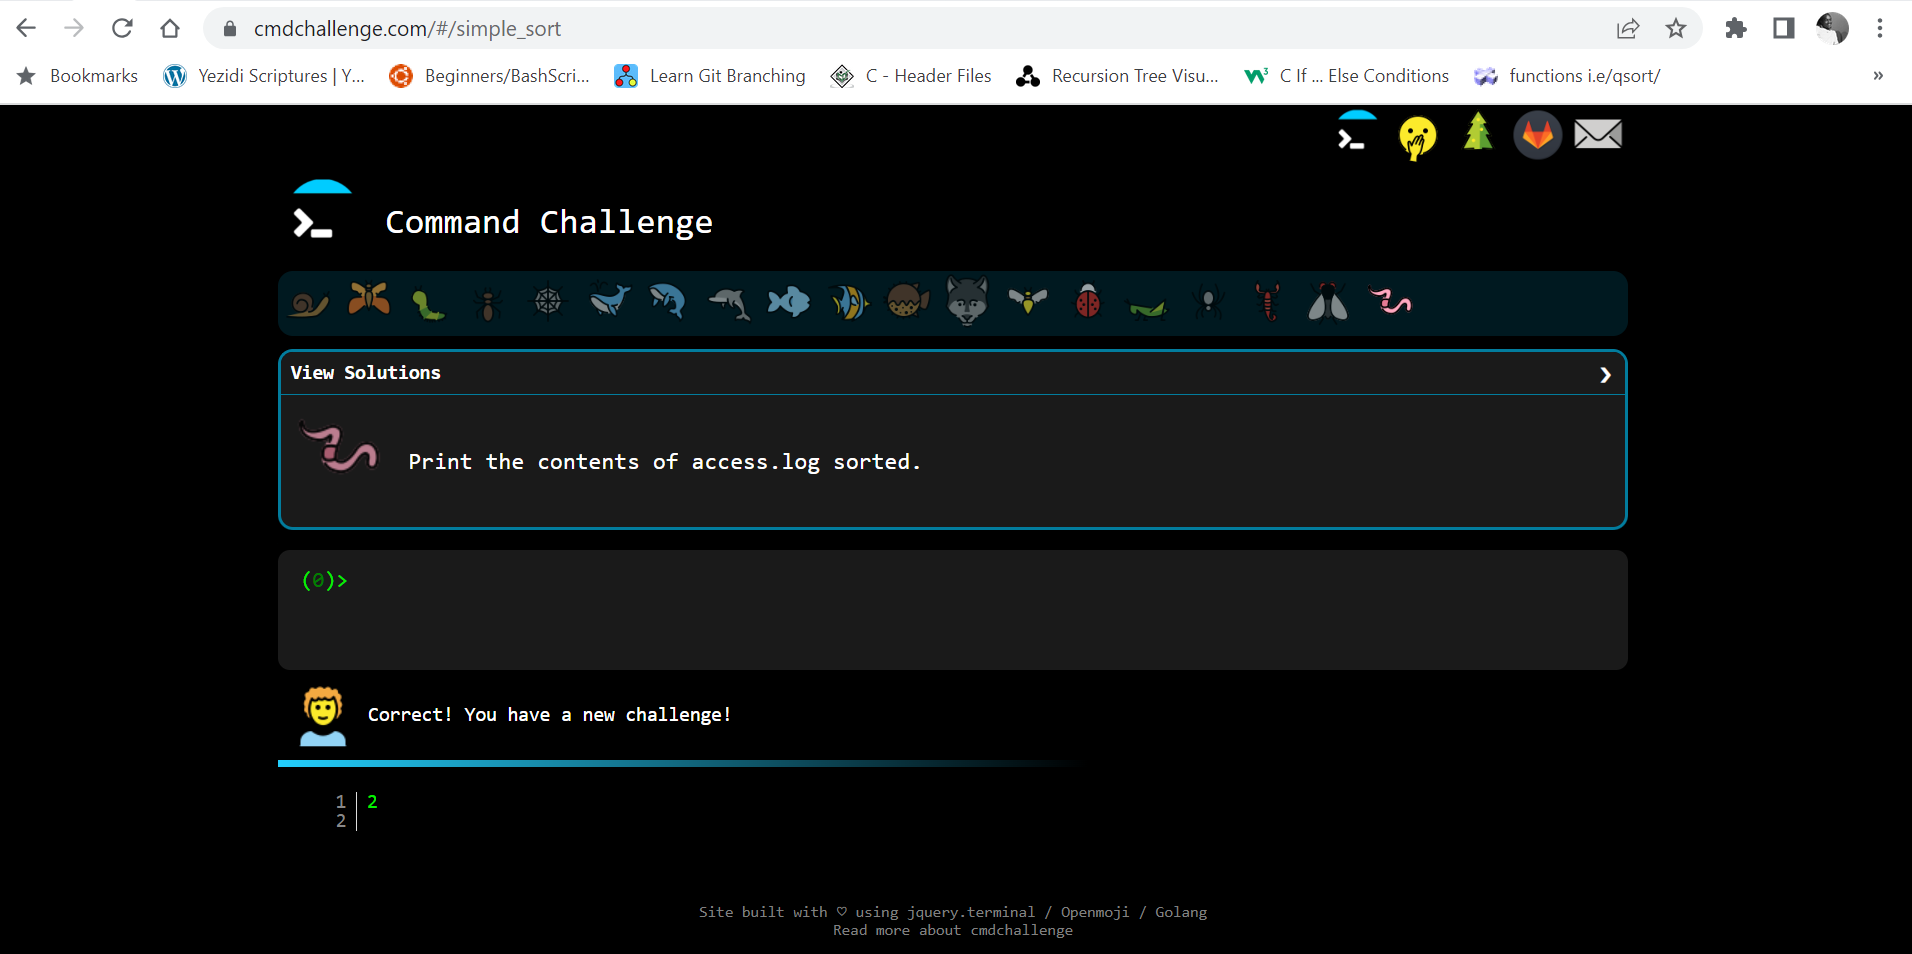 cmdchallenge.com/#/simple_sort
Bookmarks Yezidi Scriptures | Y... Beginners/BashScri... Learn Git Branching C - Header Files Recursion Tree Visu... C If ... Else Conditions functions i.e/qsort/ »
Command Challenge
View Solutions
Print the contents of access.log sorted.
(0)>
Correct! You have a new challenge!
1 2
2
Site built with ♡ using jquery.terminal / Openmoji / Golang
Read more about cmdchallenge